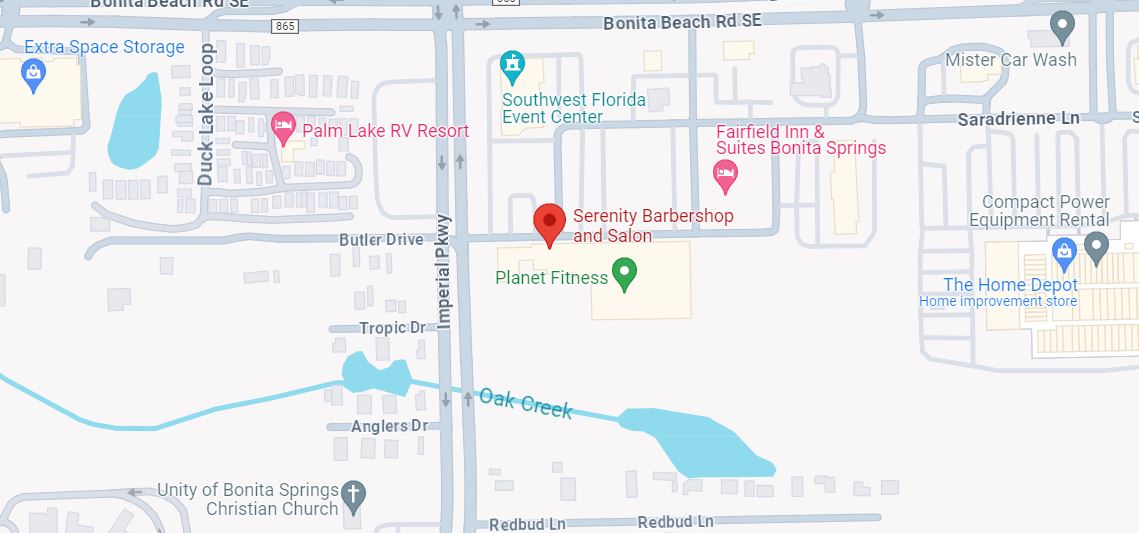 Bonita Beach Rd SE
865
Bonita Beach Rd SE
Extra Space Storage
Duck Lake Loop
Mister Car Wash
Southwest Florida
Event Center
Palm Lake RV Resort
Saradrienne Ln
Fairfield Inn &
Suites Bonita Springs
Compact Power
Equipment Rental
Serenity Barbershop
and Salon
Butler Drive
Imperial Pkwy
Planet Fitness
The Home Depot
Home improvement store
Tropic Dr
Oak Creek
Anglers Dr
Unity of Bonita Springs
Christian Church
Redbud Ln
Redbud Ln